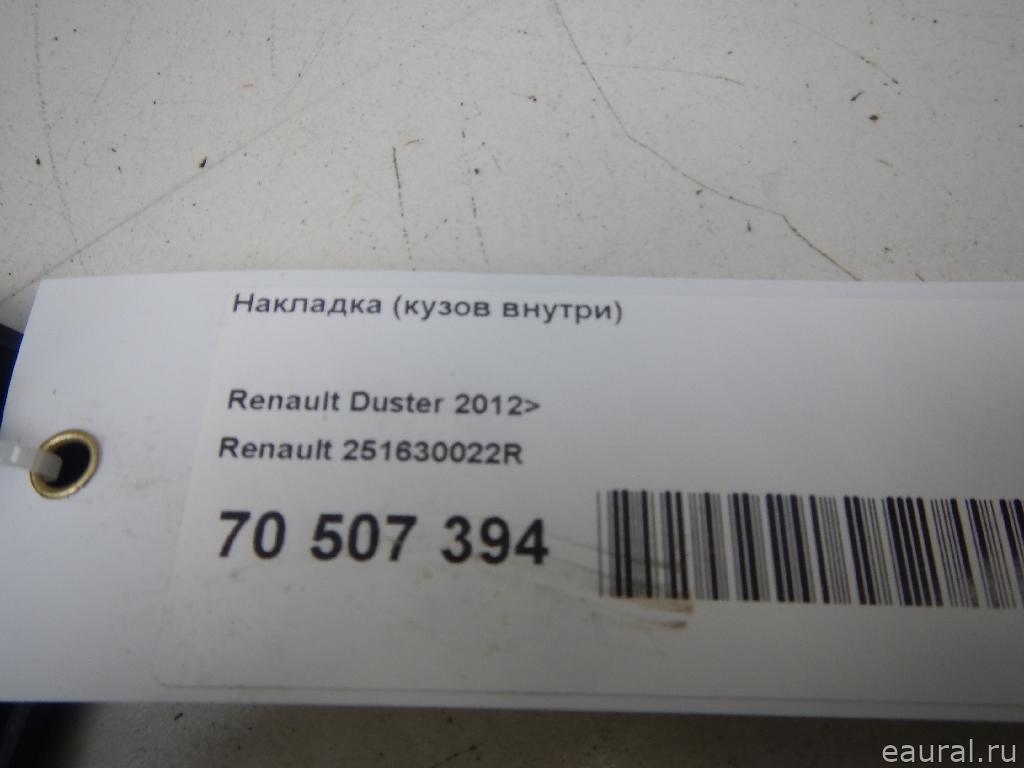 Накладка (кузов внутри)
Renault Duster 2012>
Renault 251630022R
70 507 394
eaural.ru